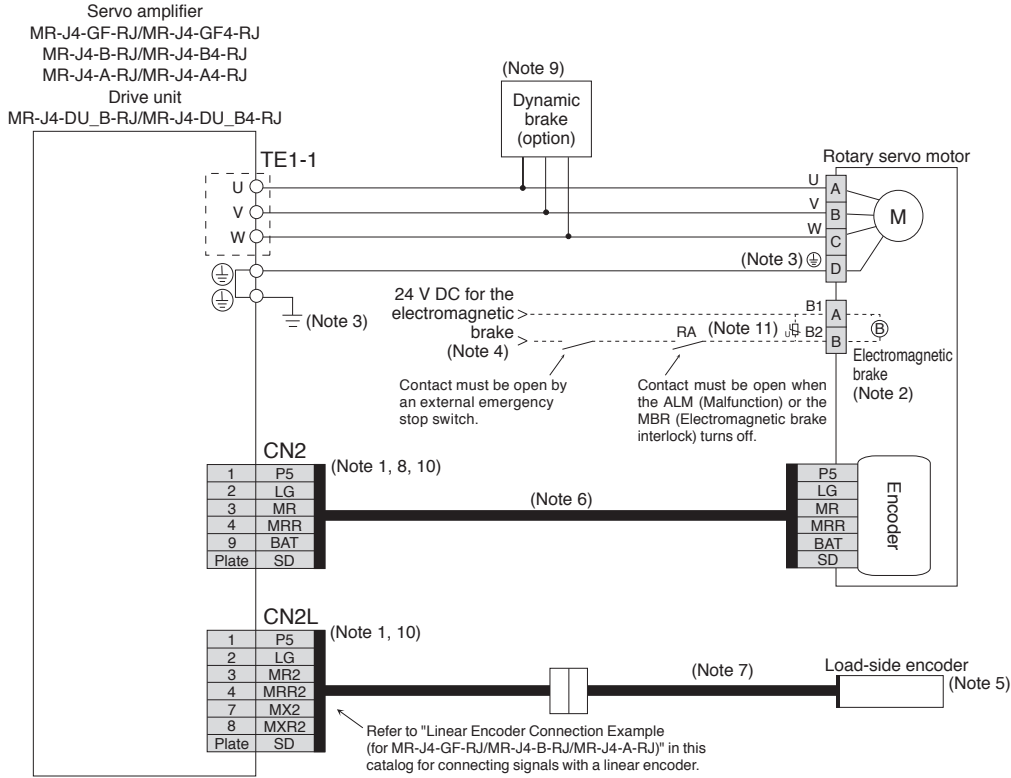 Servo amplifier
MR-J4-GF-RJ/MR-J4-GF4-RJ
MR-J4-B-RJ/MR-J4-B4-RJ
MR-J4-A-RJ/MR-J4-A4-RJ
Drive unit
MR-J4-DU_B-RJ/MR-J4-DU_B4-RJ
(Note 9)
Dynamic
brake
(option)
TE1-1
U
V
W
Rotary servo motor
U
A
V
B
W
C
(Note 3)
D
M
(Note 3)
24 V DC for the
electromagnetic
brake
(Note 4)
RA
(Note 11)
U
B1
A
B2
B
B
Electromagnetic
brake
(Note 2)
Contact must be open by
an external emergency
stop switch.
Contact must be open when
the ALM (Malfunction) or the
MBR (Electromagnetic brake
interlock) turns off.
CN2
(Note 1, 8, 10)
1 P5
2 LG
3 MR
4 MRR
9 BAT
Plate SD
(Note 6)
P5
LG
MR
MRR
BAT
SD
Encoder
CN2L
(Note 1, 10)
1 P5
2 LG
3 MR2
4 MRR2
7 MX2
8 MXR2
Plate SD
(Note 7)
Load-side encoder
(Note 5)
Refer to "Linear Encoder Connection Example
(for MR-J4-GF-RJ/MR-J4-B-RJ/MR-J4-A-RJ)" in this
catalog for connecting signals with a linear encoder.